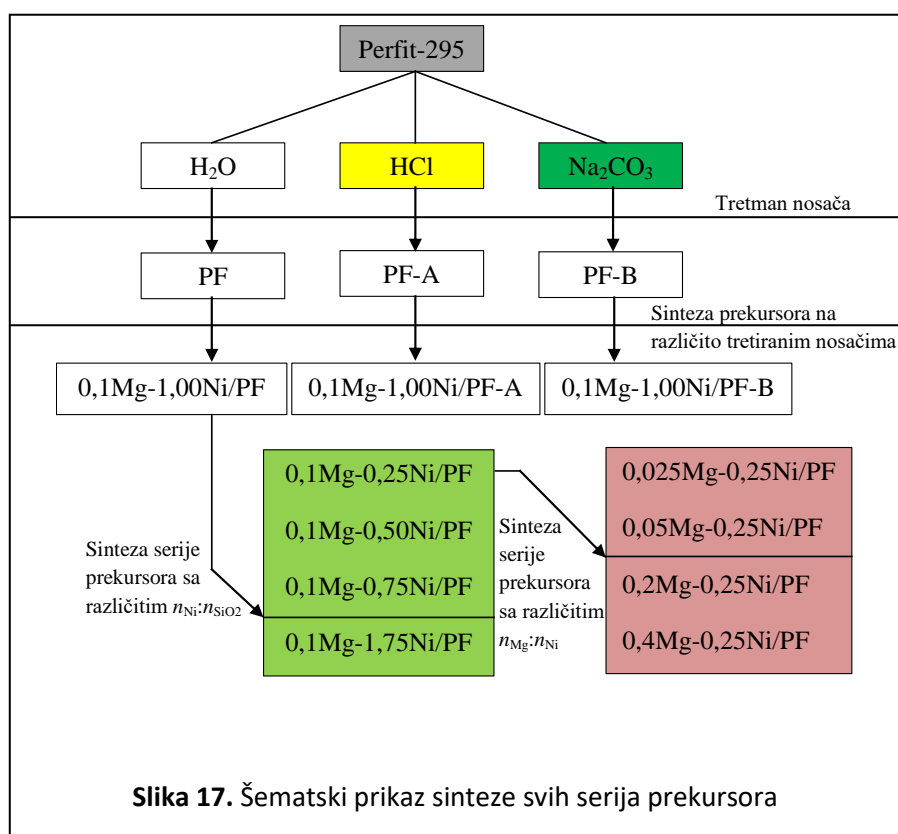 Perfit-295
H₂O
HCl
Na₂CO₃
Tretman nosača
PF
PF-A
PF-B
Sinteza prekursora na
različito tretiranim nosačima
0,1Mg-1,00Ni/PF
0,1Mg-1,00Ni/PF-A
0,1Mg-1,00Ni/PF-B
Sinteza serije
prekursora sa
različitim nNi:nSiO2
0,1Mg-0,25Ni/PF
0,1Mg-0,50Ni/PF
0,1Mg-0,75Ni/PF
0,1Mg-1,75Ni/PF
Sinteza
serije
prekursora
sa različitim
nMg:nNi
0,025Mg-0,25Ni/PF
0,05Mg-0,25Ni/PF
0,2Mg-0,25Ni/PF
0,4Mg-0,25Ni/PF
Slika 17. Šematski prikaz sinteze svih serija prekursora